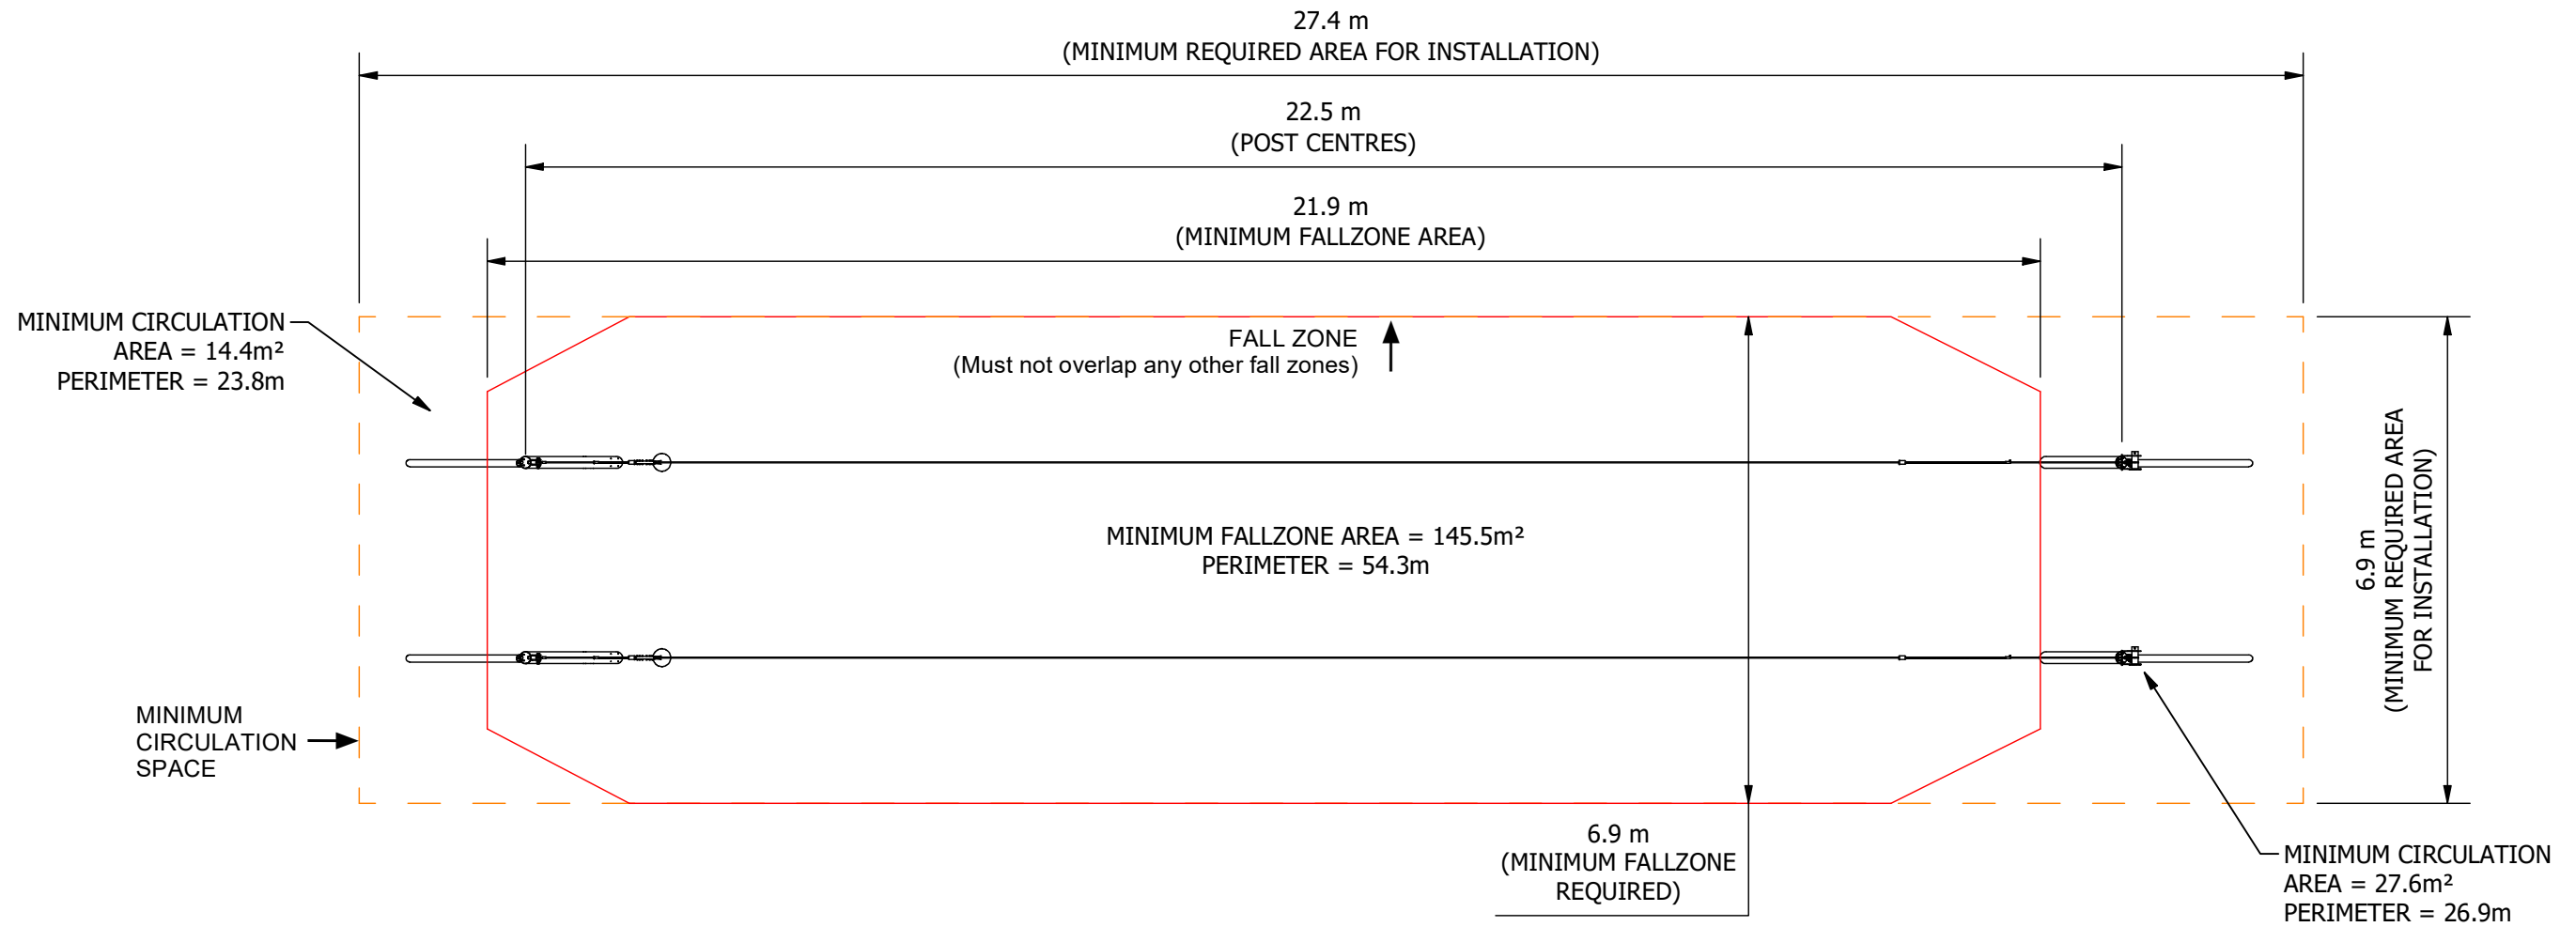 27.4 m
(MINIMUM REQUIRED AREA FOR INSTALLATION)
22.5 m
(POST CENTRES)
21.9 m
(MINIMUM FALLZONE AREA)
MINIMUM CIRCULATION
AREA = 14.4m²
PERIMETER = 23.8m
FALL ZONE
(Must not overlap any other fall zones)
MINIMUM FALLZONE AREA = 145.5m²
PERIMETER = 54.3m
6.9 m
(MINIMUM REQUIRED AREA
FOR INSTALLATION)
MINIMUM
CIRCULATION
SPACE
6.9 m
(MINIMUM FALLZONE
REQUIRED)
MINIMUM CIRCULATION
AREA = 27.6m²
PERIMETER = 26.9m